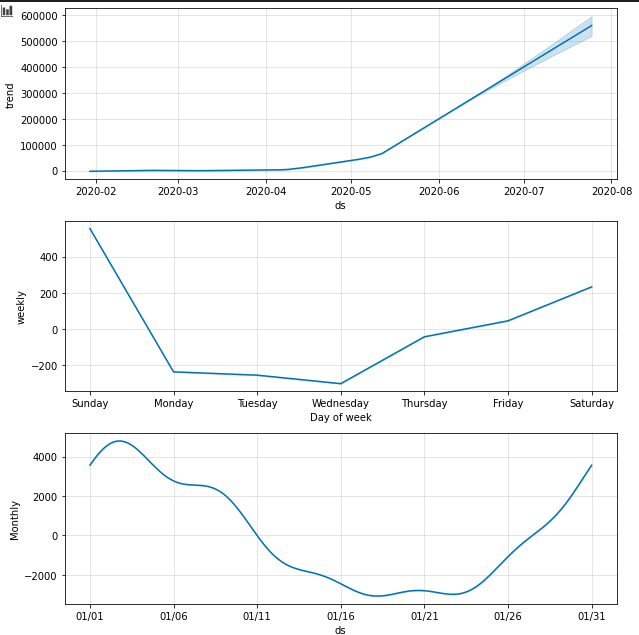 600000
500000
400000
300000
200000
100000
0
trend
2020-02 2020-03 2020-04 2020-05 2020-06 2020-07 2020-08
ds
400
200
0
−200
weekly
Sunday Monday Tuesday Wednesday Thursday Friday Saturday
Day of week
4000
2000
0
−2000
Monthly
01/01 01/06 01/11 01/16 01/21 01/26 01/31
ds